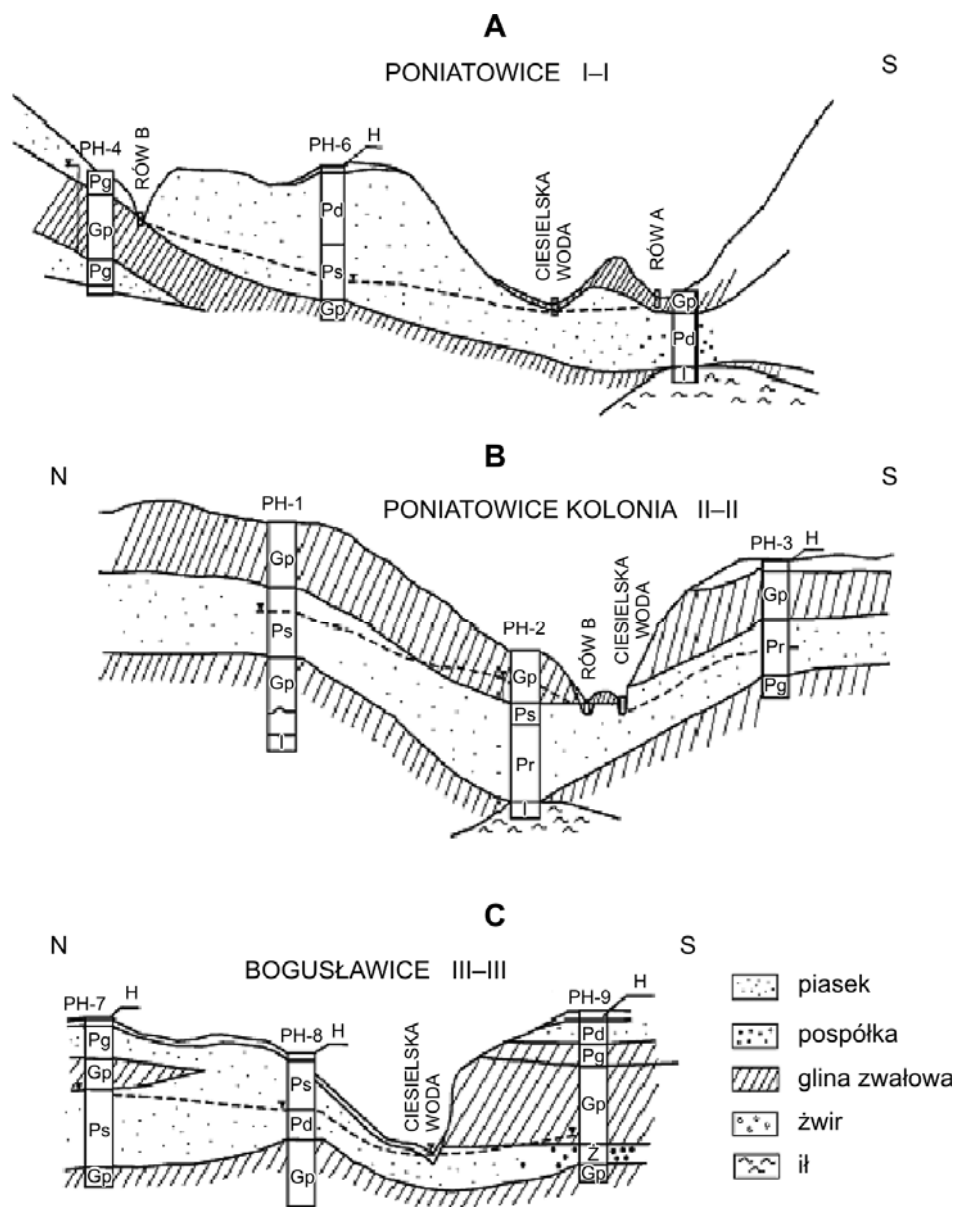 A
PONIATOWICE I–I
S
PH-4
RÓW B
PH-6
H
CIESIELSKA
WODA
RÓW A
Pg
Gp
Pg
Pd
Ps
Gp
Gp
Pd
I
B
N
S
PONIATOWICE KOLONIA II–II
PH-1
PH-2
RÓW B
CIESIELSKA
WODA
PH-3
H
Gp
Ps
Gp
I
Gp
Ps
Pr
I
Gp
Pr
Pg
C
N
S
BOGUSŁAWICE III–III
PH-7
H
PH-8
H
CIESIELSKA
WODA
PH-9
H
Pg
Gp
Ps
Gp
Ps
Pd
Gp
Pd
Pg
Gp
Ż
Gp
piasek
pospółka
glina zwałowa
żwir
ił